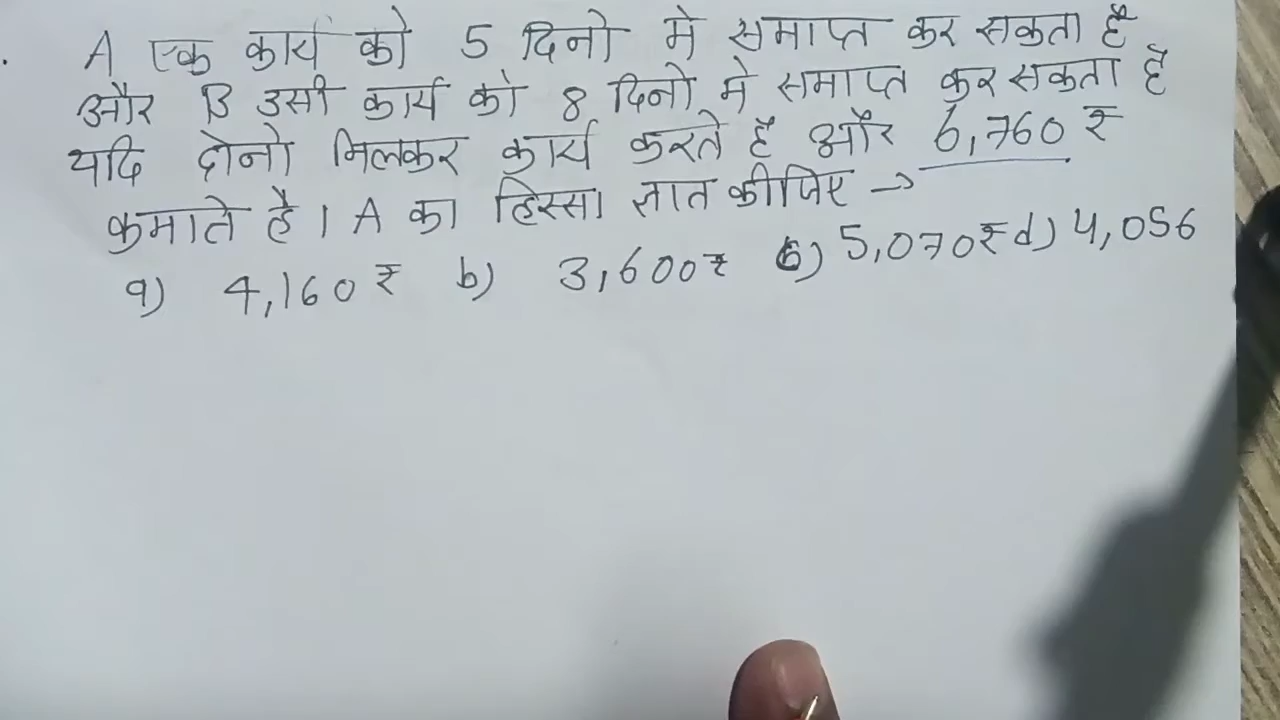 A एक कार्य को 5 दिनो मे समाप्त कर सकता है
और B उसी कार्य को 8 दिनो मे समाप्त कर सकता है
यदि दोनो मिलकर कार्य करते है और 6,760 ₹
कमाते है। A का हिस्सा ज्ञात कीजिए →
a) 4,160 ₹ b) 3,600 ₹ c) 5,070 ₹ d) 4,056